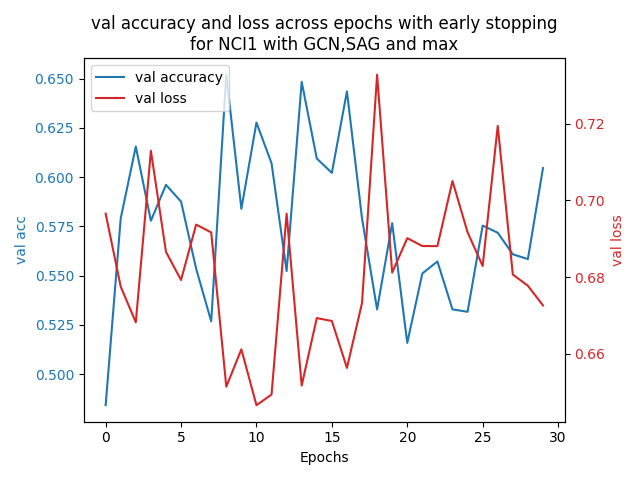 val accuracy and loss across epochs with early stopping
for NCI1 with GCN,SAG and max
val accuracy
val loss
0.650
0.625
0.600
0.575
0.550
0.525
0.500
val acc
0.72
0.70
0.68
0.66
val loss
0 5 10 15 20 25 30
Epochs